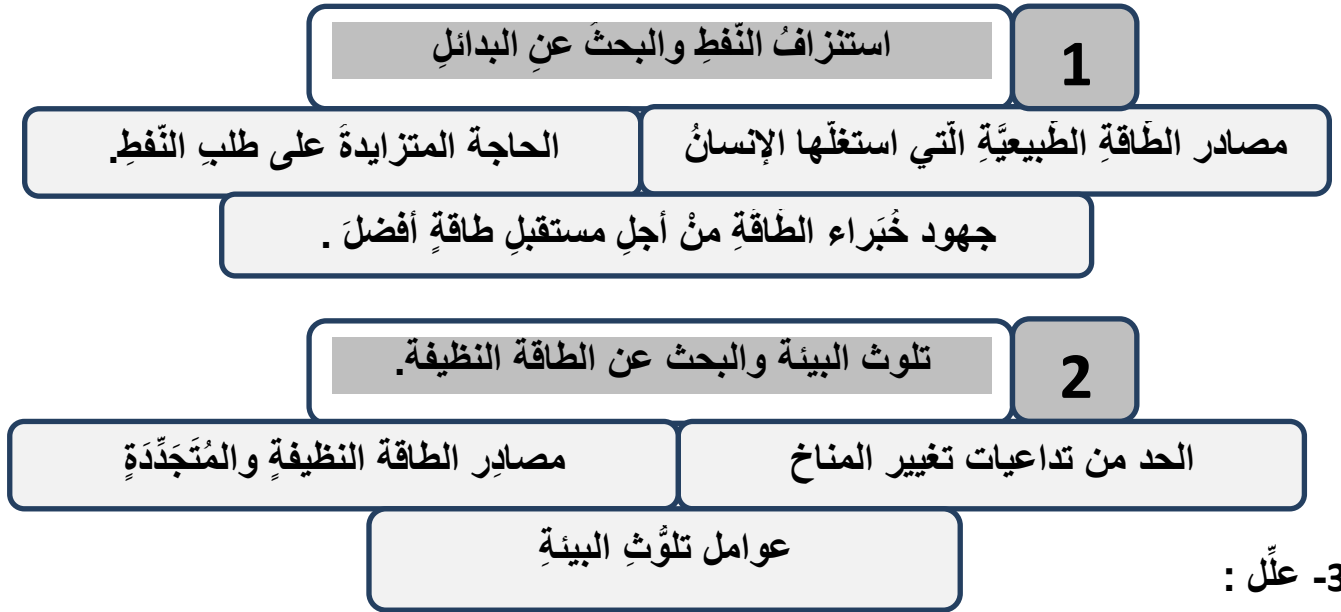 1
استنزافُ النّفطِ والبحثُ عنِ البدائلِ
مصادر الطّاقةِ الطّبيعيَّةِ الّتي استغلّها الإنسانُ
الحاجة المتزايدةُ على طلبِ النّفطِ.
جهود خُبَراء الطّاقةِ منْ أجلِ مستقبلِ طاقةٍ أفضلَ .
2
تلوث البيئة والبحث عن الطاقة النظيفة.
الحد من تداعيات تغيير المناخ
مصادِر الطاقة النظيفةٍ والمُتَجَدِّدَةٍ
عوامل تلوُّثِ البيئةِ
3- علِّل :